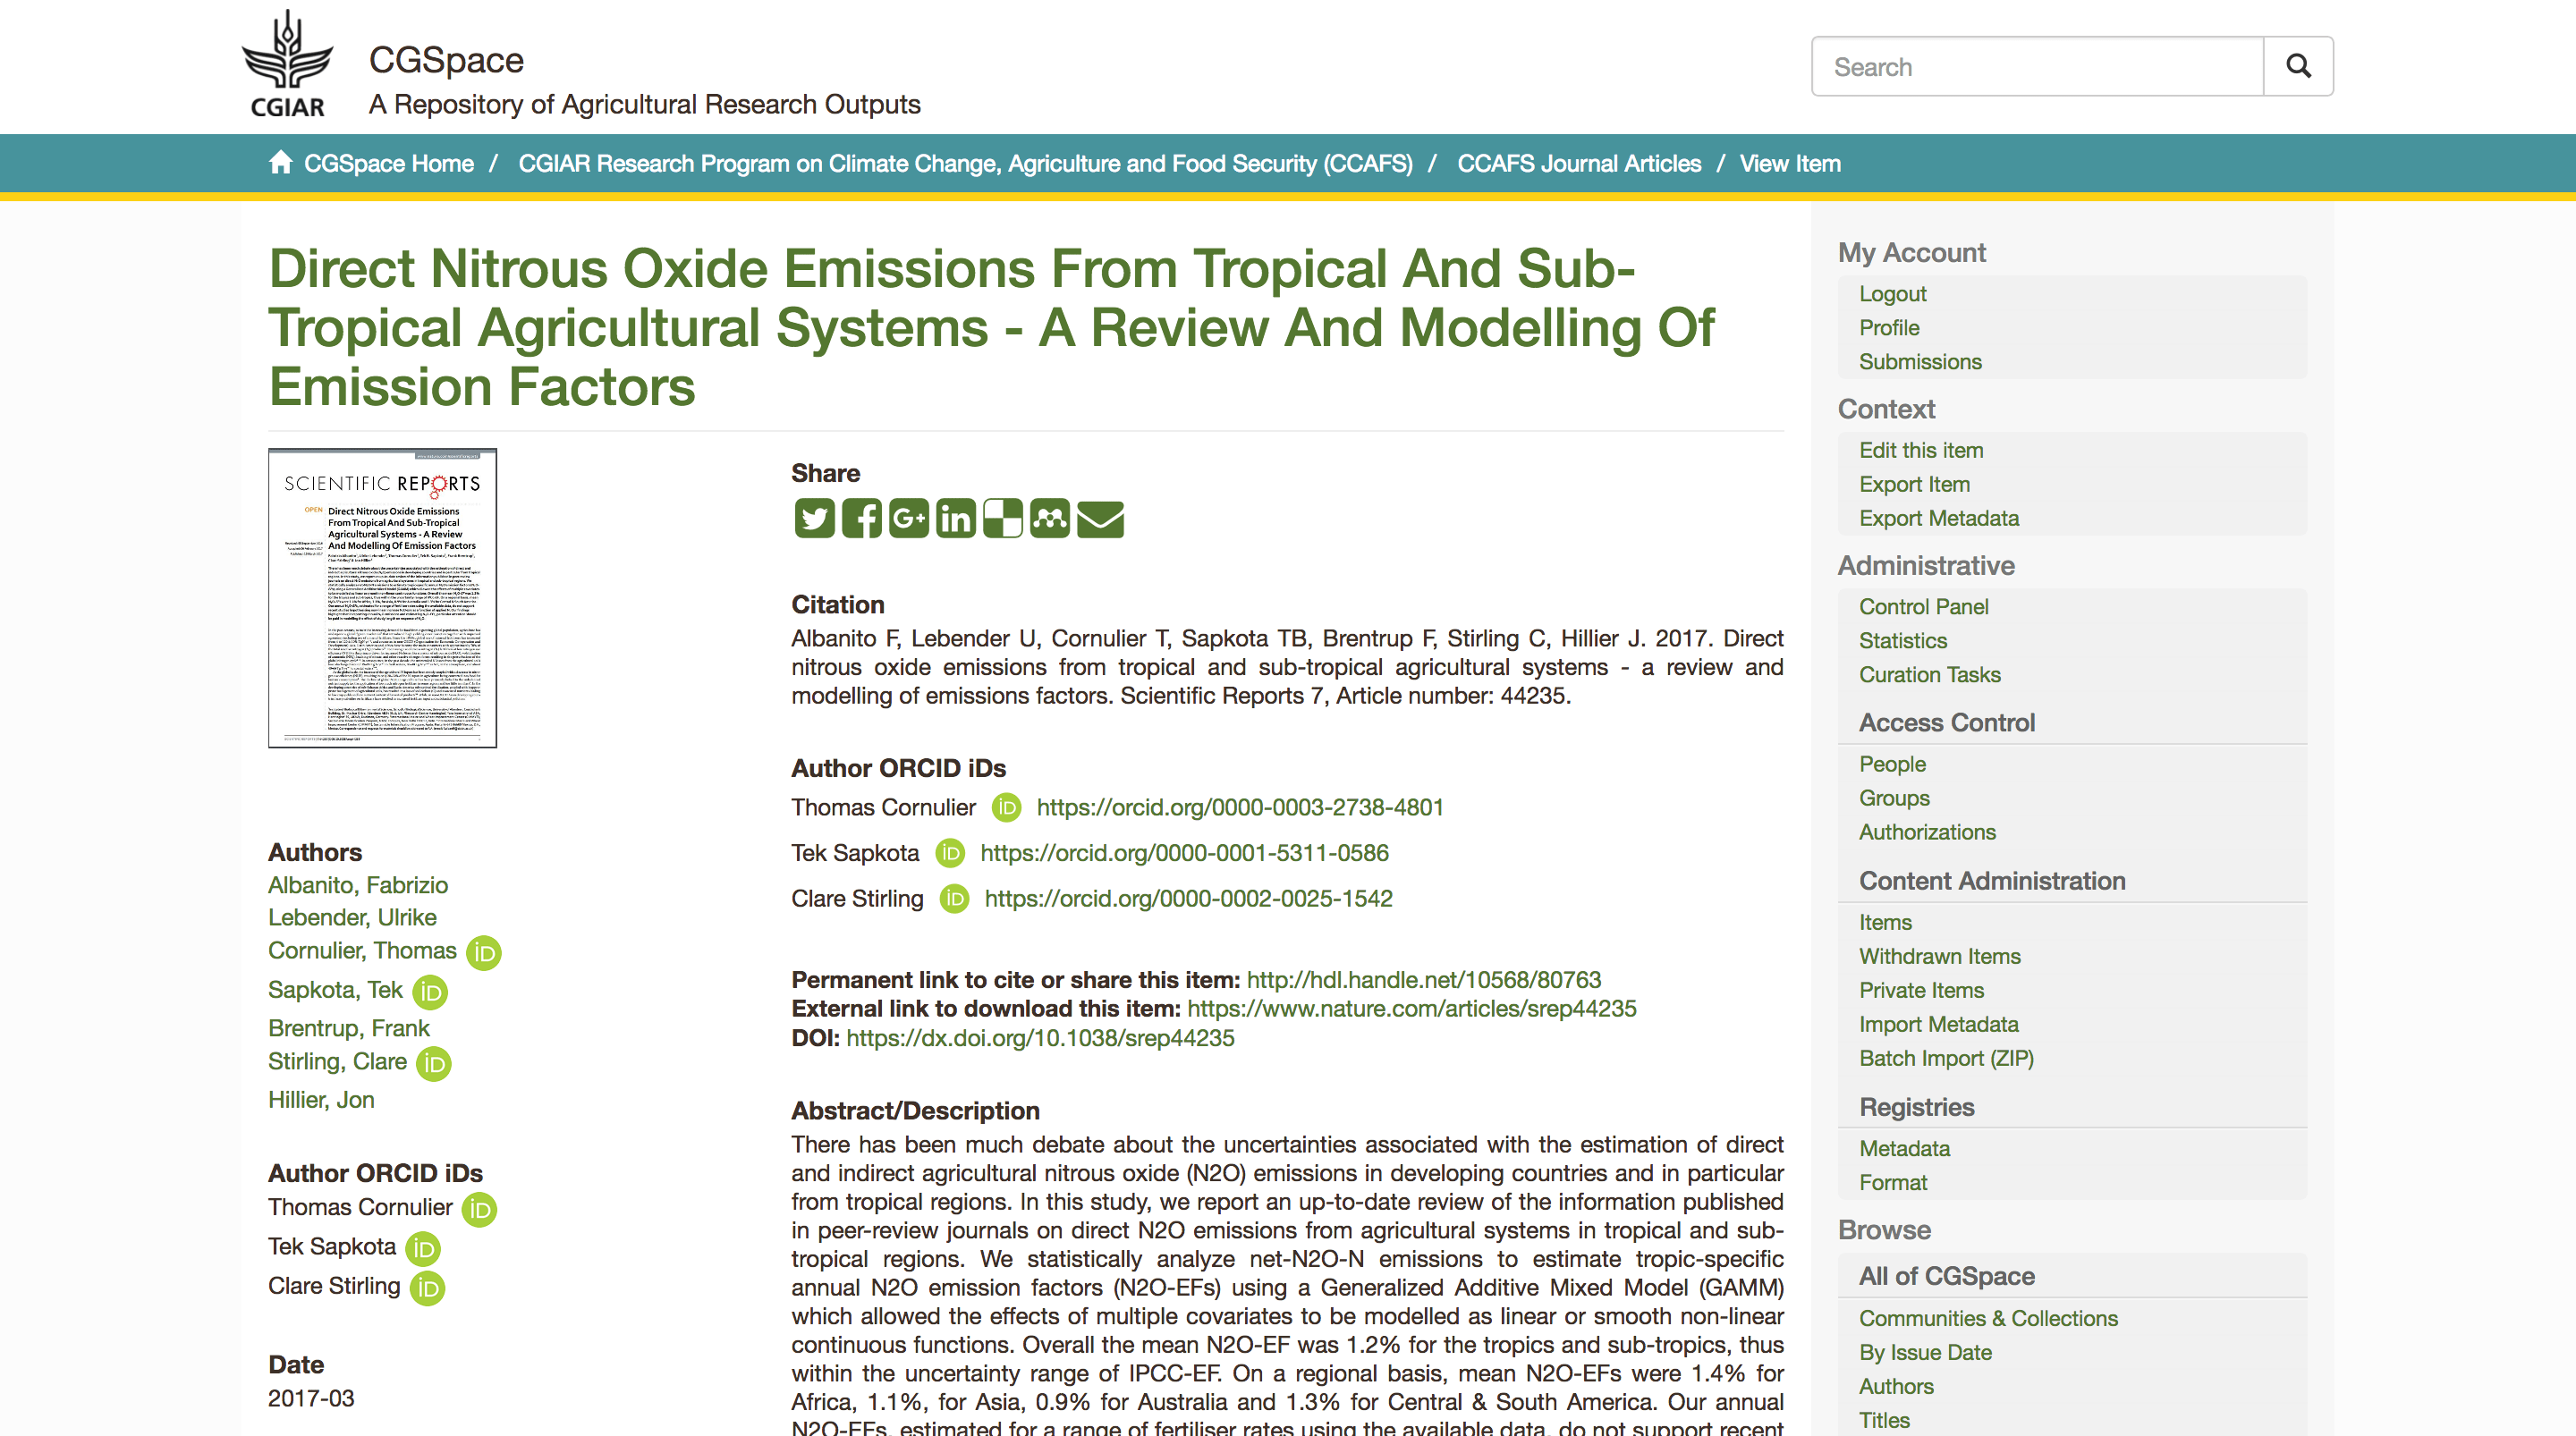 CGIAR
CGSpace
A Repository of Agricultural Research Outputs
Search
CGSpace Home / CGIAR Research Program on Climate Change, Agriculture and Food Security (CCAFS) / CCAFS Journal Articles / View Item
Direct Nitrous Oxide Emissions From Tropical And Sub-
Tropical Agricultural Systems - A Review And Modelling Of
Emission Factors
SCIENTIFIC REPORTS
OPEN
Direct Nitrous Oxide Emissions
From Tropical And Sub-Tropical
Agricultural Systems - A Review
And Modelling Of Emission Factors
Authors
Albanito, Fabrizio
Lebender, Ulrike
Cornulier, Thomas iD
Sapkota, Tek iD
Brentrup, Frank
Stirling, Clare iD
Hillier, Jon
Author ORCID iDs
Thomas Cornulier iD
Tek Sapkota iD
Clare Stirling iD
Date
2017-03
Share
G+ in
Citation
Albanito F, Lebender U, Cornulier T, Sapkota TB, Brentrup F, Stirling C, Hillier J. 2017. Direct
nitrous oxide emissions from tropical and sub-tropical agricultural systems - a review and
modelling of emissions factors. Scientific Reports 7, Article number: 44235.
Author ORCID iDs
Thomas Cornulier iD https://orcid.org/0000-0003-2738-4801
Tek Sapkota iD https://orcid.org/0000-0001-5311-0586
Clare Stirling iD https://orcid.org/0000-0002-0025-1542
Permanent link to cite or share this item: http://hdl.handle.net/10568/80763
External link to download this item: https://www.nature.com/articles/srep44235
DOI: https://dx.doi.org/10.1038/srep44235
Abstract/Description
There has been much debate about the uncertainties associated with the estimation of direct
and indirect agricultural nitrous oxide (N2O) emissions in developing countries and in particular
from tropical regions. In this study, we report an up-to-date review of the information published
in peer-review journals on direct N2O emissions from agricultural systems in tropical and sub-
tropical regions. We statistically analyze net-N2O-N emissions to estimate tropic-specific
annual N2O emission factors (N2O-EFs) using a Generalized Additive Mixed Model (GAMM)
which allowed the effects of multiple covariates to be modelled as linear or smooth non-linear
continuous functions. Overall the mean N2O-EF was 1.2% for the tropics and sub-tropics, thus
within the uncertainty range of IPCC-EF. On a regional basis, mean N2O-EFs were 1.4% for
Africa, 1.1%, for Asia, 0.9% for Australia and 1.3% for Central & South America. Our annual
N2O-EFs, estimated for a range of fertiliser rates using the available data, do not support recent
My Account
Logout
Profile
Submissions
Context
Edit this item
Export Item
Export Metadata
Administrative
Control Panel
Statistics
Curation Tasks
Access Control
People
Groups
Authorizations
Content Administration
Items
Withdrawn Items
Private Items
Import Metadata
Batch Import (ZIP)
Registries
Metadata
Format
Browse
All of CGSpace
Communities & Collections
By Issue Date
Authors
Titles